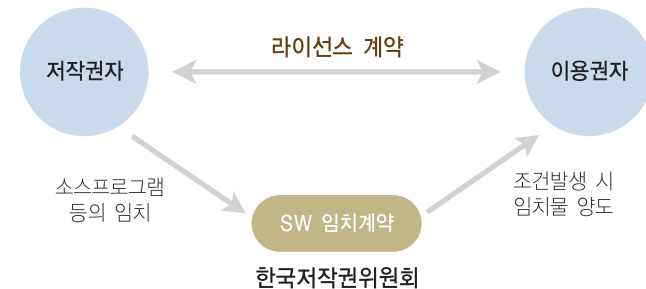 라이선스 계약
저작권자
이용권자
소스프로그램
등의 임치
조건발생 시
임치물 양도
SW 임치계약
한국저작권위원회